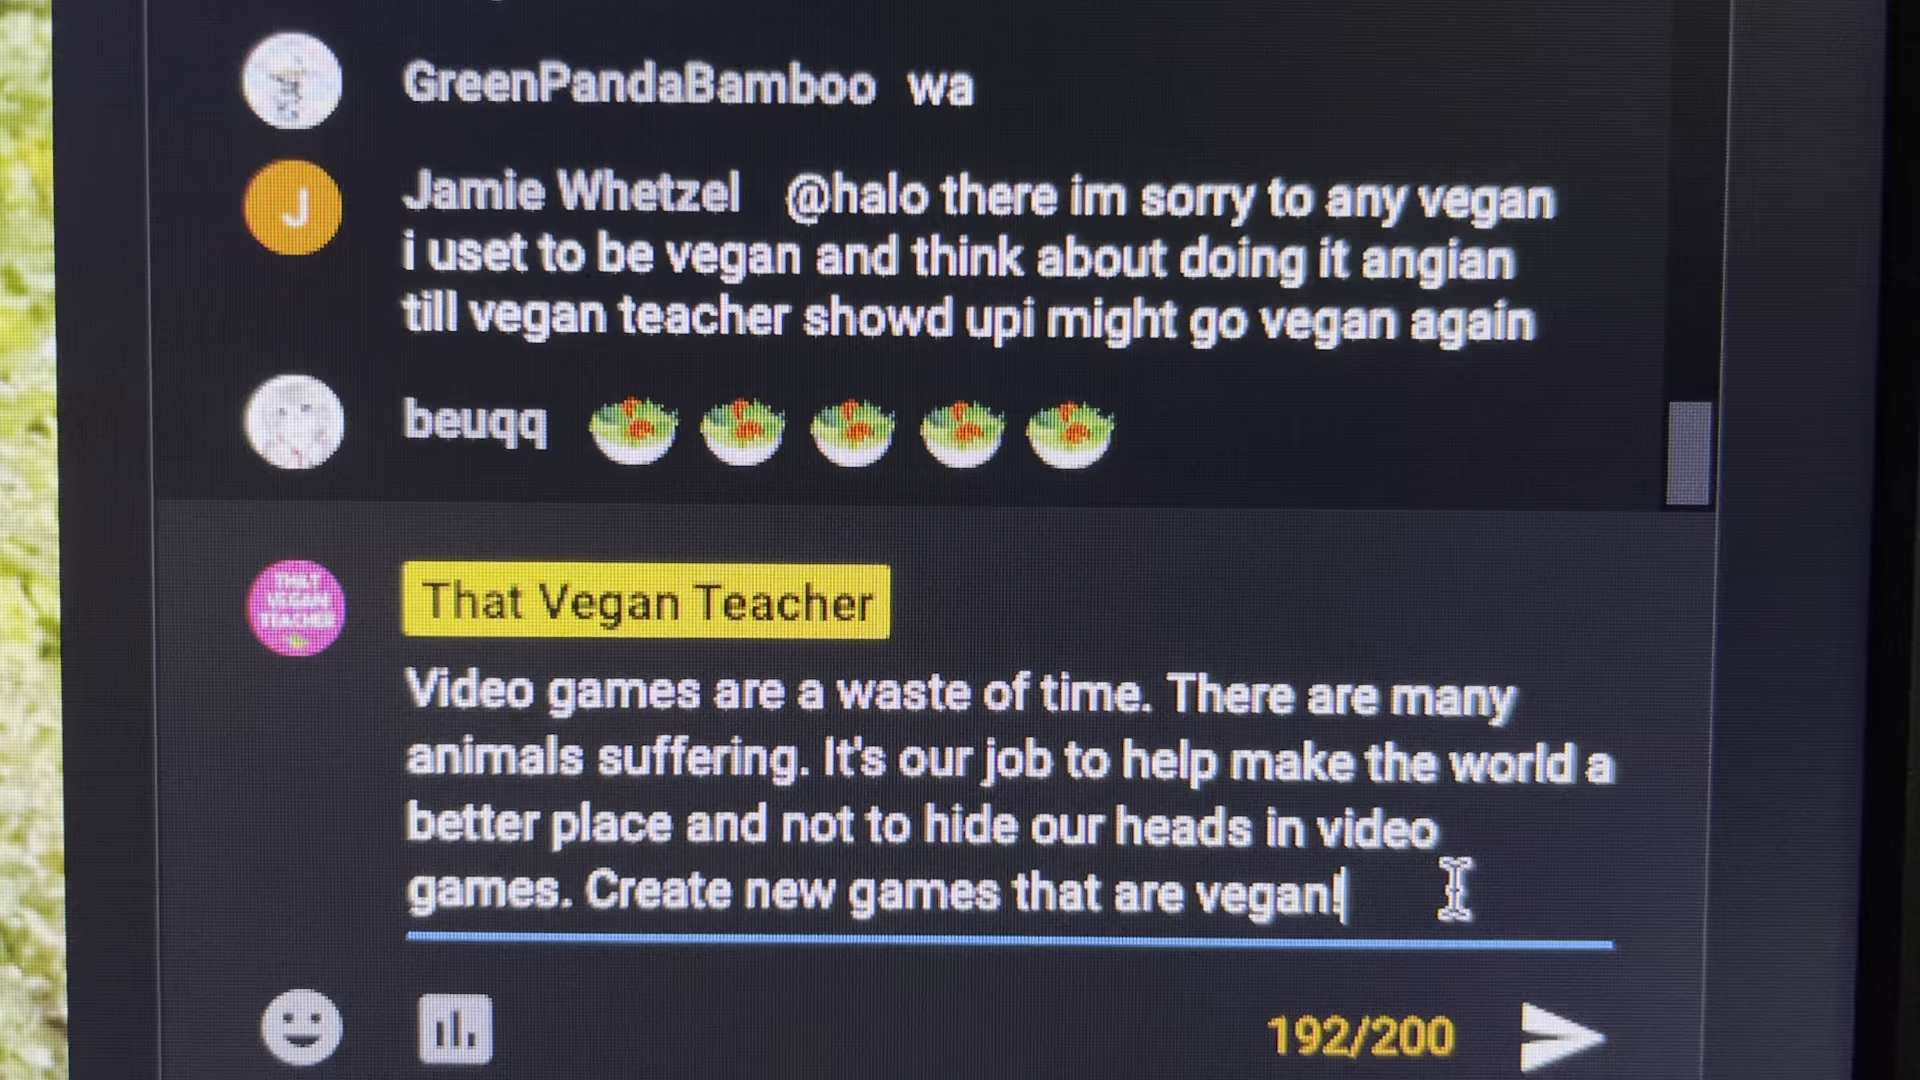 GreenPandaBamboo wa
Jamie Whetzel @halo there im sorry to any vegan
i uset to be vegan and think about doing it angian
till vegan teacher showd upi might go vegan again
beuqq
THAT
VEGAN
TEACHER
That Vegan Teacher
Video games are a waste of time. There are many
animals suffering. It's our job to help make the world a
better place and not to hide our heads in video
games. Create new games that are vegan!
192/200